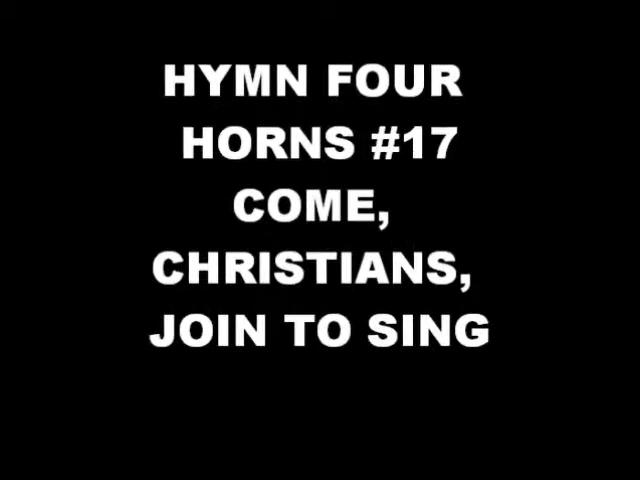 HYMN FOUR
HORNS #17
COME,
CHRISTIANS,
JOIN TO SING